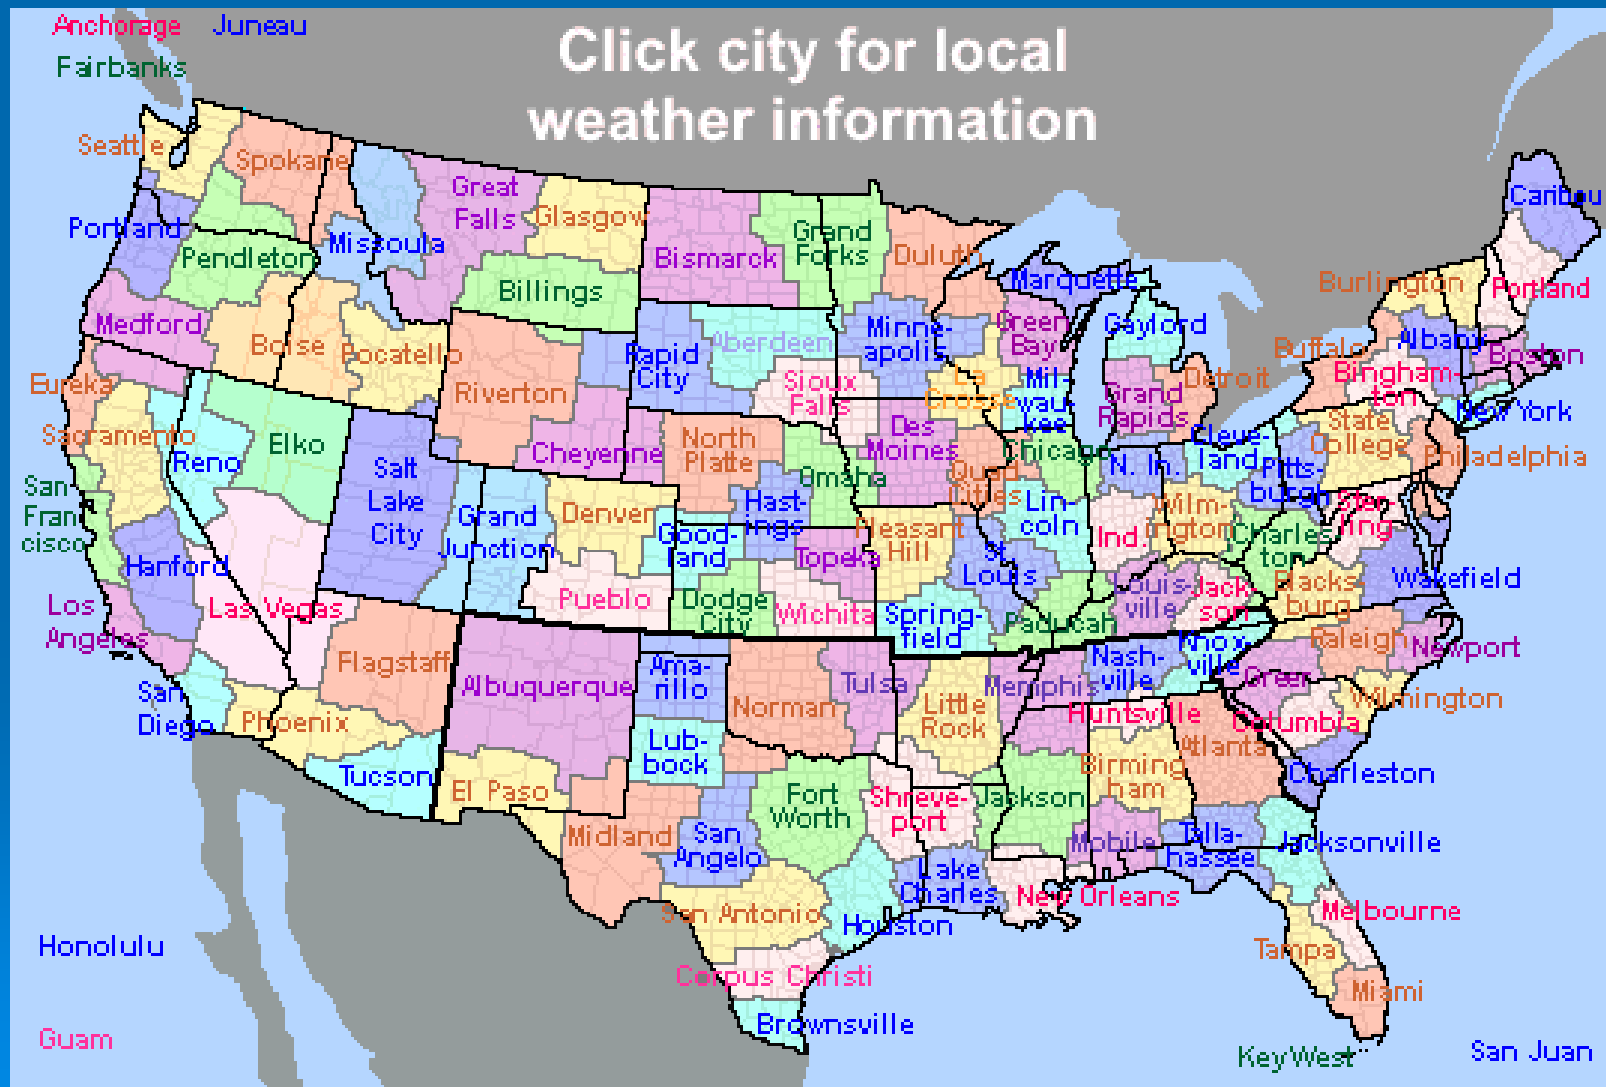 Click city for local
weather information
Anchorage
Juneau
Fairbanks
Seattle
Spokane
Great
Falls
Glasgow
Portland
Missoula
Pendleton
Billings
Bismarck
Grand
Forks
Duluth
Marquette
Caribou
Burlington
Portland
Medford
Boise
Pocatello
Riverton
Rapid
City
Aberdeen
Minne-
apolis
Green
Bay
Gaylord
Buffalo
Albany
Boston
Bingham-
ton
New York
Eureka
Sacramento
Reno
Elko
Salt
Lake
City
Cheyenne
North
Platte
Sioux
Falls
La
Crosse
Mil-
wau-
kee
Grand
Rapids
Detroit
Des
Moines
Omaha
Quad
Cities
Chicago
N. In.
Cleve-
land
Pitts-
burgh
State
College
Philadelphia
San
Fran
cisco
Hanford
Las Vegas
Grand
Junction
Denver
Pueblo
Good-
land
Hast-
ings
Topeka
Dodge
City
Wichita
Pleasant
Hill
Lin-
coln
St.
Louis
Spring-
field
Paducah
Ind.
Wilm-
ington
Louis-
ville
Jack-
son
Charles
ton
Ster-
ling
Blacks-
burg
Wakefield
Los
Angeles
San
Diego
Flagstaff
Phoenix
Tucson
Albuquerque
El Paso
Ama-
rillo
Lub-
bock
Norman
Tulsa
Little
Rock
Memphis
Nash-
ville
Knox-
ville
Raleigh
Newport
Greer
Columbia
Wilmington
Charleston
Huntsville
Birming
ham
Atlanta
Midland
San
Angelo
Fort
Worth
Shreve-
port
Jackson
Mobile
Talla-
hassee
Jacksonville
San Antonio
Houston
Lake
Charles
New Orleans
Melbourne
Tampa
Miami
Key West
Corpus Christi
Brownsville
Honolulu
Guam
San Juan